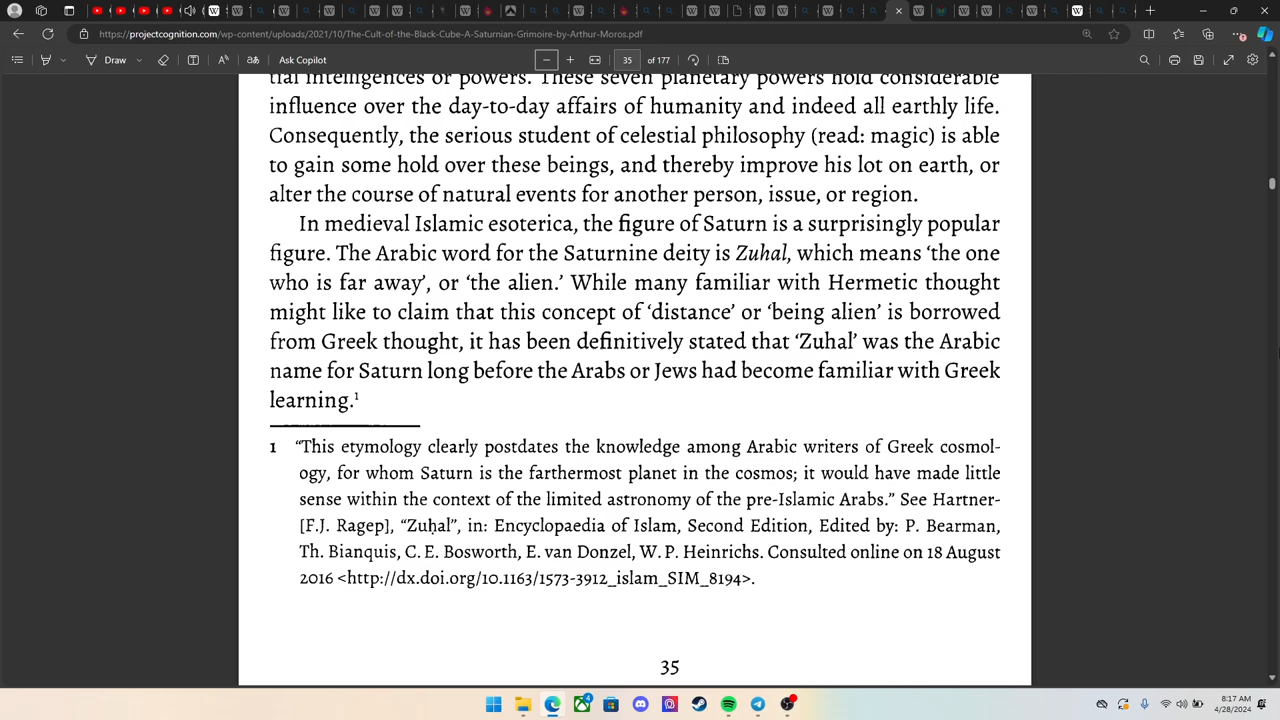 https://projectcognition.com/wp-content/uploads/2021/10/The-Cult-of-the-Black-Cube-A-Saturnian-Grimoire-by-Arthur-Moros.pdf
Draw
Ask Copilot
35 of 177
tial intelligences or powers. These seven planetary powers hold considerable
influence over the day-to-day affairs of humanity and indeed all earthly life.
Consequently, the serious student of celestial philosophy (read: magic) is able
to gain some hold over these beings, and thereby improve his lot on earth, or
alter the course of natural events for another person, issue, or region.
In medieval Islamic esoterica, the figure of Saturn is a surprisingly popular
figure. The Arabic word for the Saturnine deity is Zuhal, which means ‘the one
who is far away’, or ‘the alien.’ While many familiar with Hermetic thought
might like to claim that this concept of ‘distance’ or ‘being alien’ is borrowed
from Greek thought, it has been definitively stated that ‘Zuhal’ was the Arabic
name for Saturn long before the Arabs or Jews had become familiar with Greek
learning.¹
1 “This etymology clearly postdates the knowledge among Arabic writers of Greek cosmol-
ogy, for whom Saturn is the farthermost planet in the cosmos; it would have made little
sense within the context of the limited astronomy of the pre-Islamic Arabs.” See Hartner-
[F.J. Ragep], “Zuḥal”, in: Encyclopaedia of Islam, Second Edition, Edited by: P. Bearman,
Th. Bianquis, C. E. Bosworth, E. van Donzel, W. P. Heinrichs. Consulted online on 18 August
2016 <http://dx.doi.org/10.1163/1573-3912_islam_SIM_8194>.
35
8:17 AM
4/28/2024